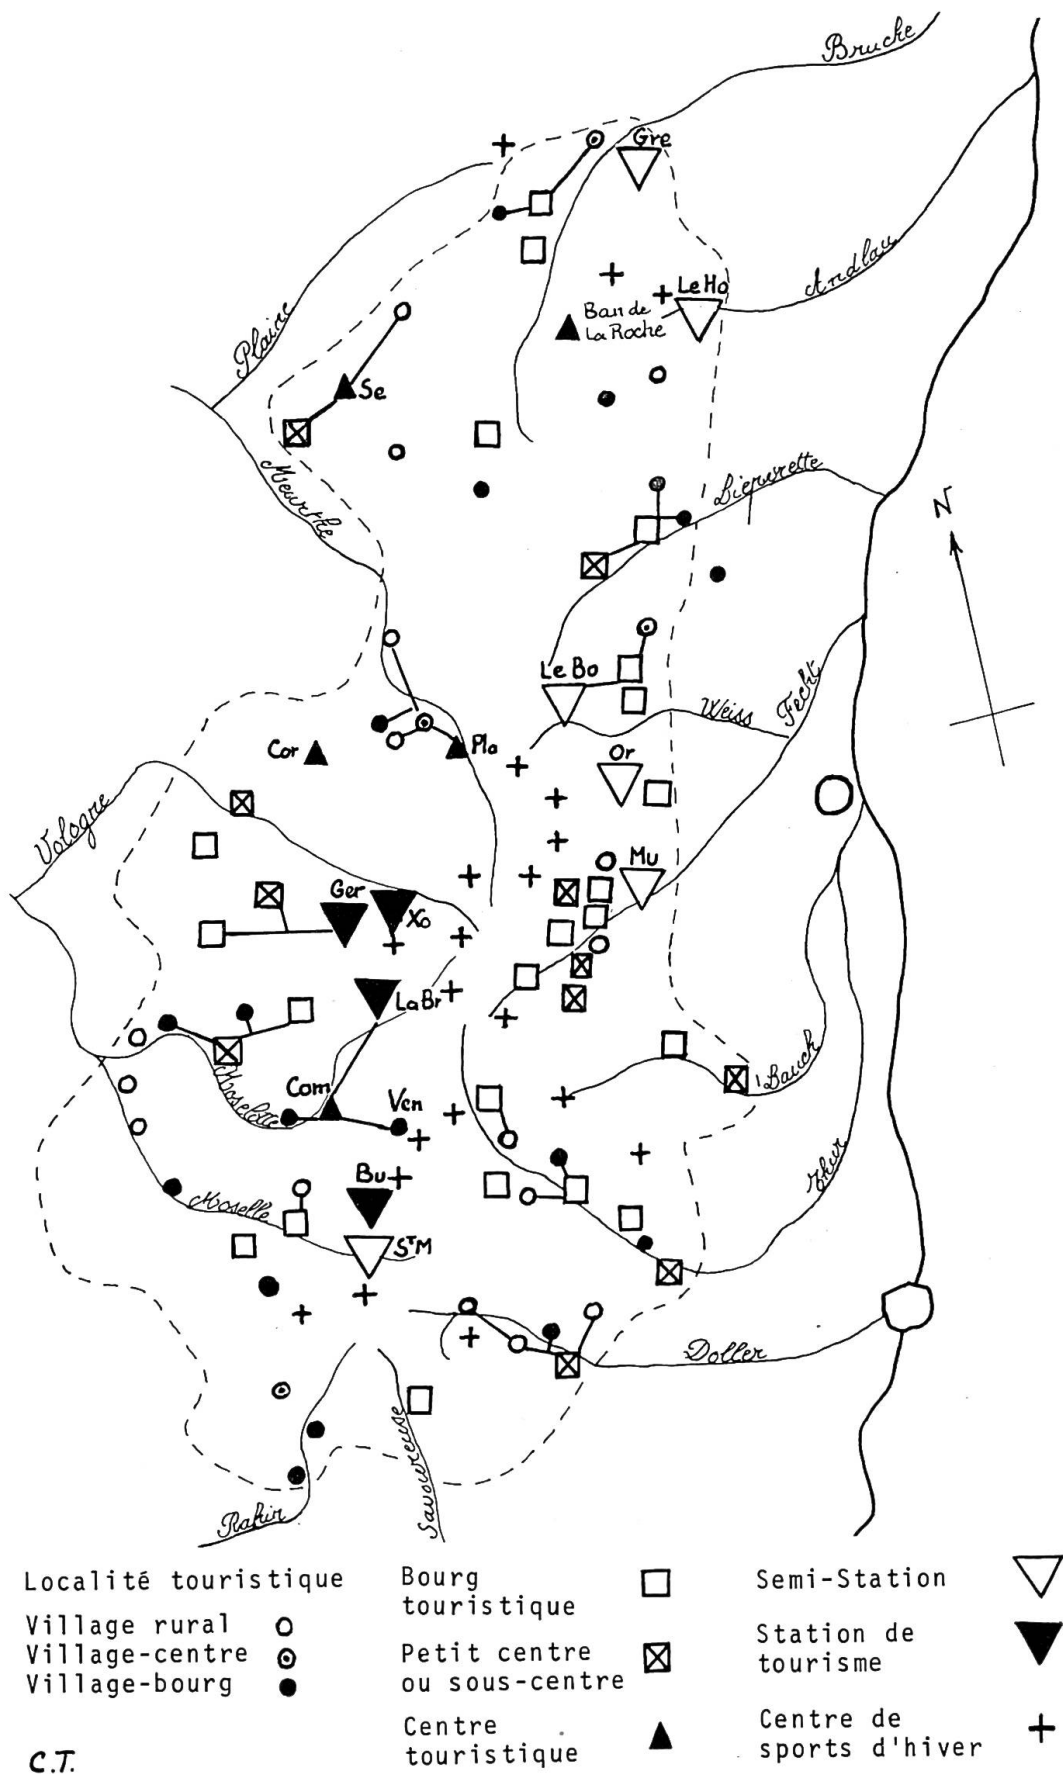 Bruche
Gre
Andlau
Le Ho
Ban de
La Roche
Plaine
Se
Meurthe
Liepvrette
N
Le Bo
Weiss
Fecht
Pla
Cor
Or
Vologne
Mu
Ger
Xo
La Br
Lauch
Moselotte
Com
Ven
Thur
Bu
Moselle
STM
Doller
Savoureuse
Rahin
Localité touristique
Village rural
Village-centre
Village-bourg
Bourg
touristique
Petit centre
ou sous-centre
Centre
touristique
Semi-Station
Station de
tourisme
Centre de
sports d'hiver
C.T.